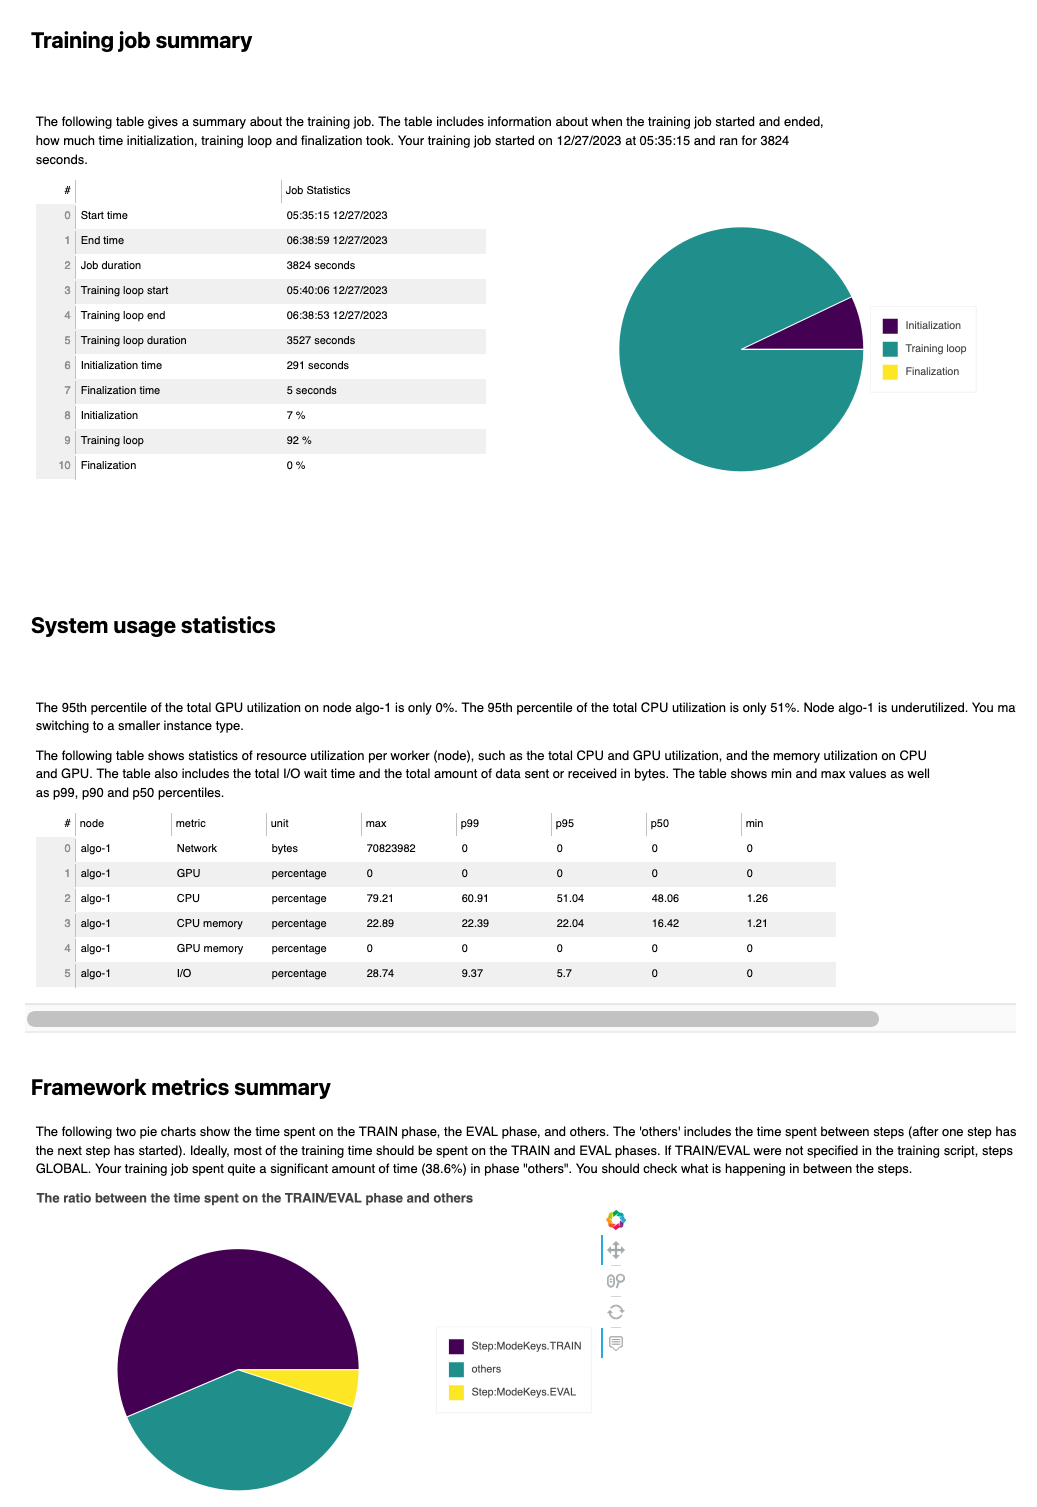 Training job summary
The following table gives a summary about the training job. The table includes information about when the training job started and ended,
how much time initialization, training loop and finalization took. Your training job started on 12/27/2023 at 05:35:15 and ran for 3824
seconds.
# Job Statistics
0 Start time 05:35:15 12/27/2023
1 End time 06:38:59 12/27/2023
2 Job duration 3824 seconds
3 Training loop start 05:40:06 12/27/2023
4 Training loop end 06:38:53 12/27/2023
5 Training loop duration 3527 seconds
6 Initialization time 291 seconds
7 Finalization time 5 seconds
8 Initialization 7 %
9 Training loop 92 %
10 Finalization 0 %
Initialization
Training loop
Finalization
System usage statistics
The 95th percentile of the total GPU utilization on node algo-1 is only 0%. The 95th percentile of the total CPU utilization is only 51%. Node algo-1 is underutilized. You ma
switching to a smaller instance type.
The following table shows statistics of resource utilization per worker (node), such as the total CPU and GPU utilization, and the memory utilization on CPU
and GPU. The table also includes the total I/O wait time and the total amount of data sent or received in bytes. The table shows min and max values as well
as p99, p90 and p50 percentiles.
# node metric unit max p99 p95 p50 min
0 algo-1 Network bytes 70823982 0 0 0 0
1 algo-1 GPU percentage 0 0 0 0 0
2 algo-1 CPU percentage 79.21 60.91 51.04 48.06 1.26
3 algo-1 CPU memory percentage 22.89 22.39 22.04 16.42 1.21
4 algo-1 GPU memory percentage 0 0 0 0 0
5 algo-1 I/O percentage 28.74 9.37 5.7 0 0
Framework metrics summary
The following two pie charts show the time spent on the TRAIN phase, the EVAL phase, and others. The 'others' includes the time spent between steps (after one step has
the next step has started). Ideally, most of the training time should be spent on the TRAIN and EVAL phases. If TRAIN/EVAL were not specified in the training script, steps
GLOBAL. Your training job spent quite a significant amount of time (38.6%) in phase "others". You should check what is happening in between the steps.
The ratio between the time spent on the TRAIN/EVAL phase and others
Step:ModeKeys.TRAIN
others
Step:ModeKeys.EVAL